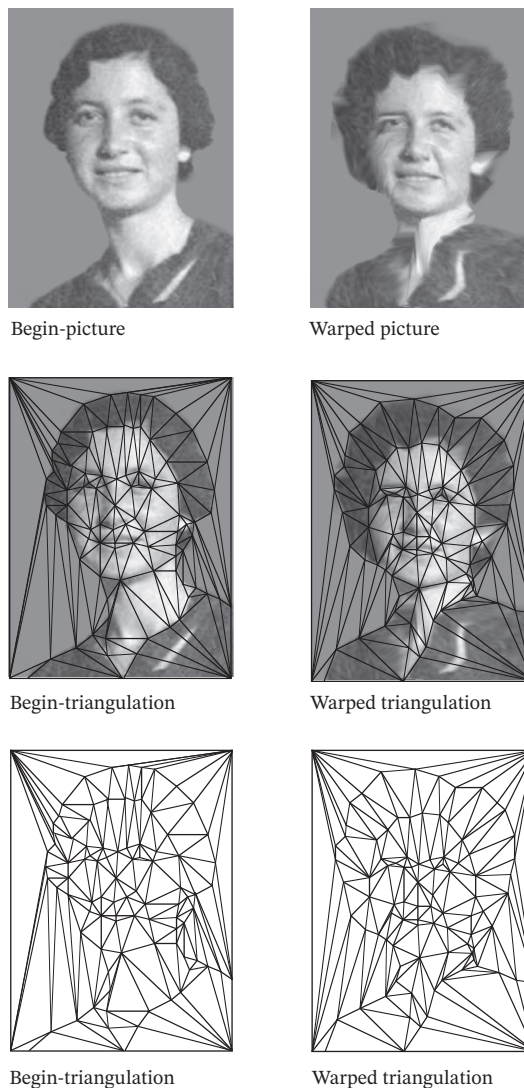 Begin-picture
Warped picture
Begin-triangulation
Warped triangulation
Begin-triangulation
Warped triangulation